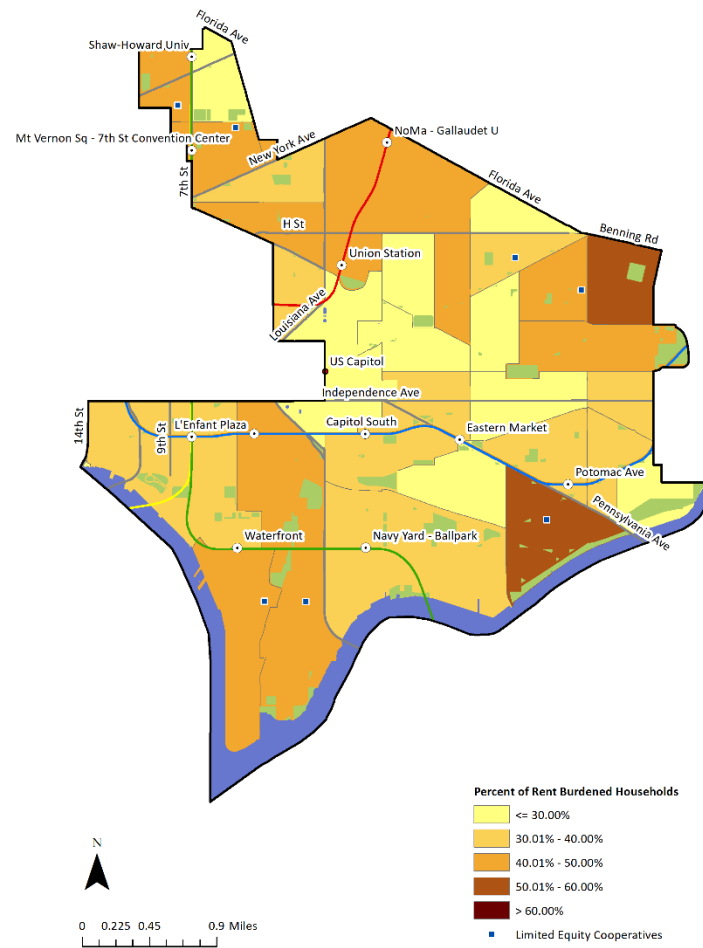 Florida Ave
Shaw-Howard Univ
NoMa - Gallaudet U
Mt Vernon Sq - 7th St Convention Center
New York Ave
7th St
Florida Ave
H St
Benning Rd
Union Station
Louisiana Ave
US Capitol
Independence Ave
14th St
9th St
L'Enfant Plaza
Capitol South
Eastern Market
Potomac Ave
Pennsylvania Ave
Waterfront
Navy Yard - Ballpark
Percent of Rent Burdened Households
<= 30.00%
30.01% - 40.00%
40.01% - 50.00%
50.01% - 60.00%
> 60.00%
Limited Equity Cooperatives
N
0 0.225 0.45 0.9 Miles